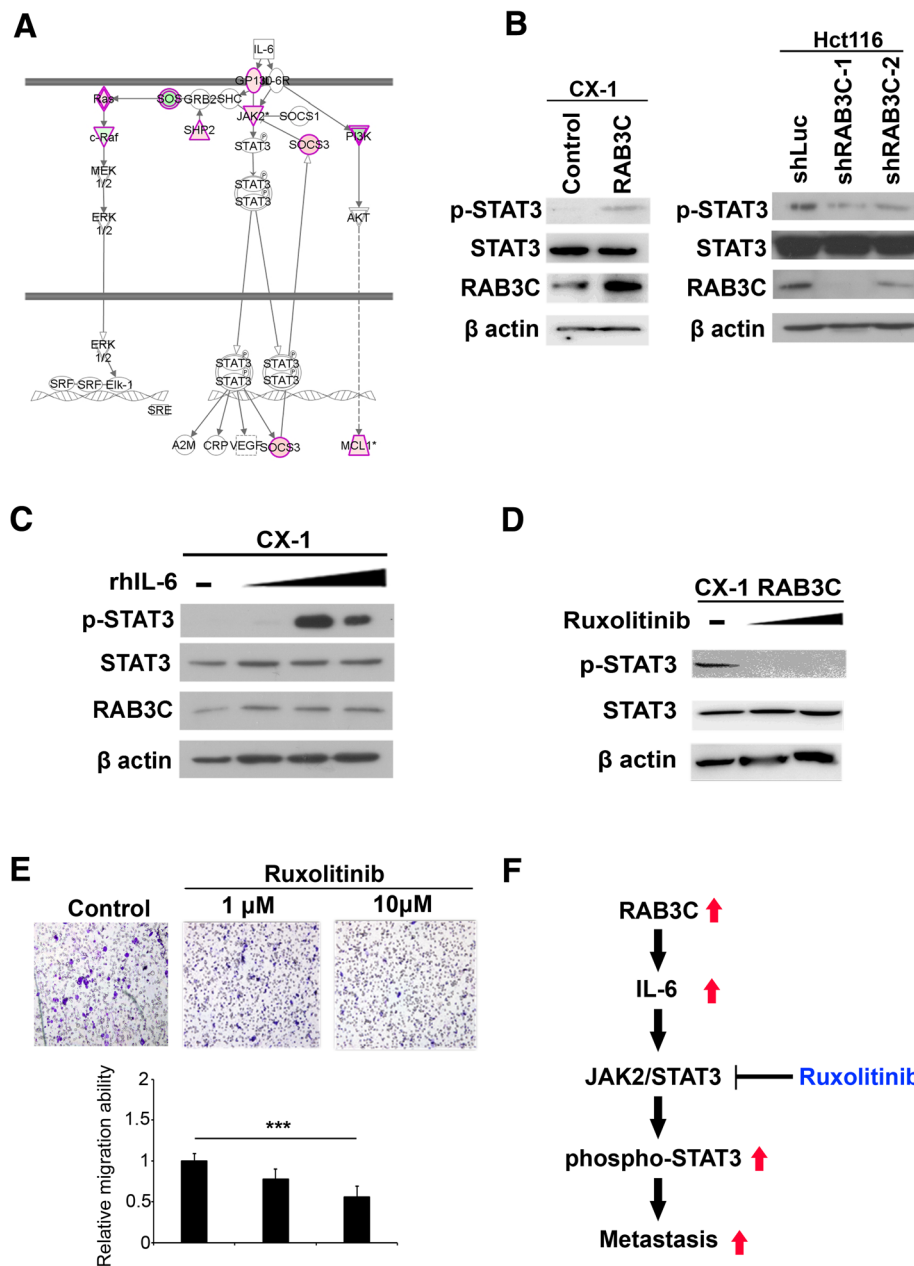 A
IL-6
GP130
IL-6R
Ras
SOS
GRB2
SHC
c-Raf
SHP2
JAK2*
SOCS1
STAT3
SOCS3
PI3K
MEK
1/2
P
STAT3
P
STAT3
ERK
1/2
AKT
ERK
1/2
P
STAT3
P
STAT3
P
STAT3
P
STAT3
SRF
SRF
Elk-1
SRE
A2M
CRP
VEGF
SOCS3
MCL1*
B
CX-1
Control
RAB3C
p-STAT3
STAT3
RAB3C
β actin
Hct116
shLuc
shRAB3C-1
shRAB3C-2
p-STAT3
STAT3
RAB3C
β actin
C
CX-1
rhIL-6 –
p-STAT3
STAT3
RAB3C
β actin
D
CX-1 RAB3C
Ruxolitinib –
p-STAT3
STAT3
β actin
E
Ruxolitinib
Control 1 μM 10μM
Relative migration ability
2
1
0.5
0
***
F
RAB3C
IL-6
JAK2/STAT3
Ruxolitinib
phospho-STAT3
Metastasis